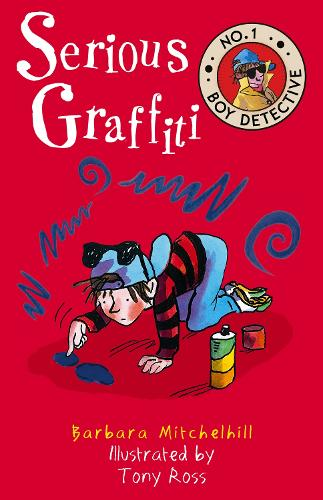 Serious
Graffiti
NO.1
BOY DETECTIVE
Barbara Mitchelhill
Illustrated by
Tony Ross